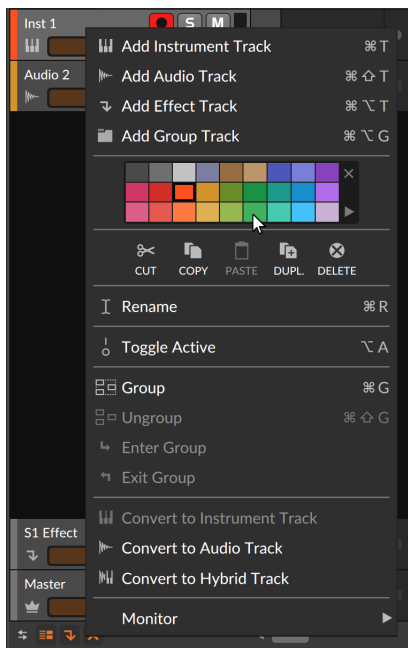 Inst 1
S M
Add Instrument Track ⌘ T
Audio 2
Add Audio Track ⌘ ⇧ T
Add Effect Track ⌘ ⌥ T
Add Group Track ⌘ ⌥ G
CUT COPY PASTE DUPL. DELETE
Rename ⌘ R
Toggle Active ⌥ A
Group ⌘ G
Ungroup ⌘ ⇧ G
Enter Group
Exit Group
Convert to Instrument Track
S1 Effect
Convert to Audio Track
Master
Convert to Hybrid Track
Monitor